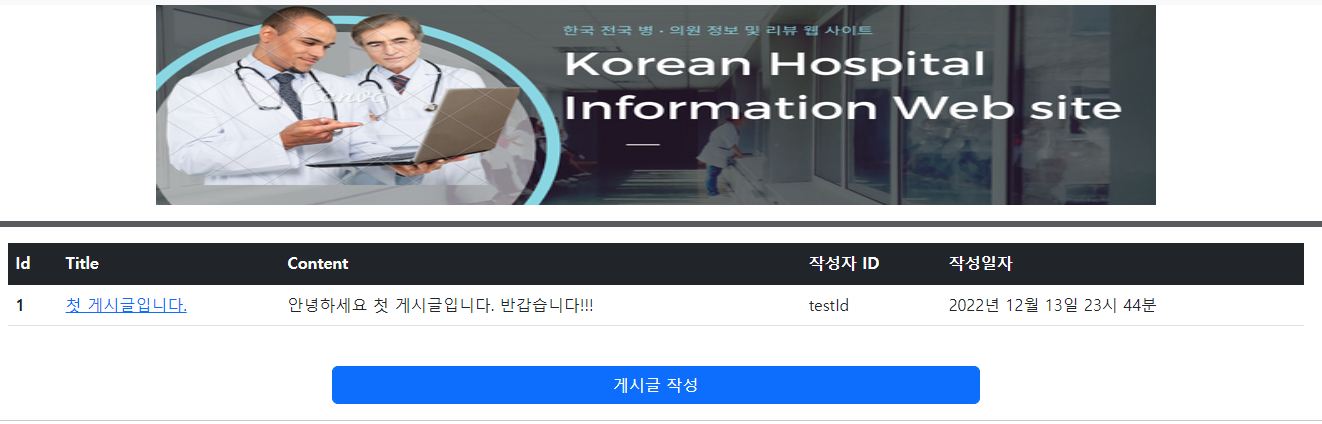 한국 전국 병 · 의원 정보 및 리뷰 웹 사이트
Korean Hospital
Information Web site
Canva
Id Title Content 작성자 ID 작성일자
1 첫 게시글입니다. 안녕하세요 첫 게시글입니다. 반갑습니다!!! testId 2022년 12월 13일 23시 44분
게시글 작성